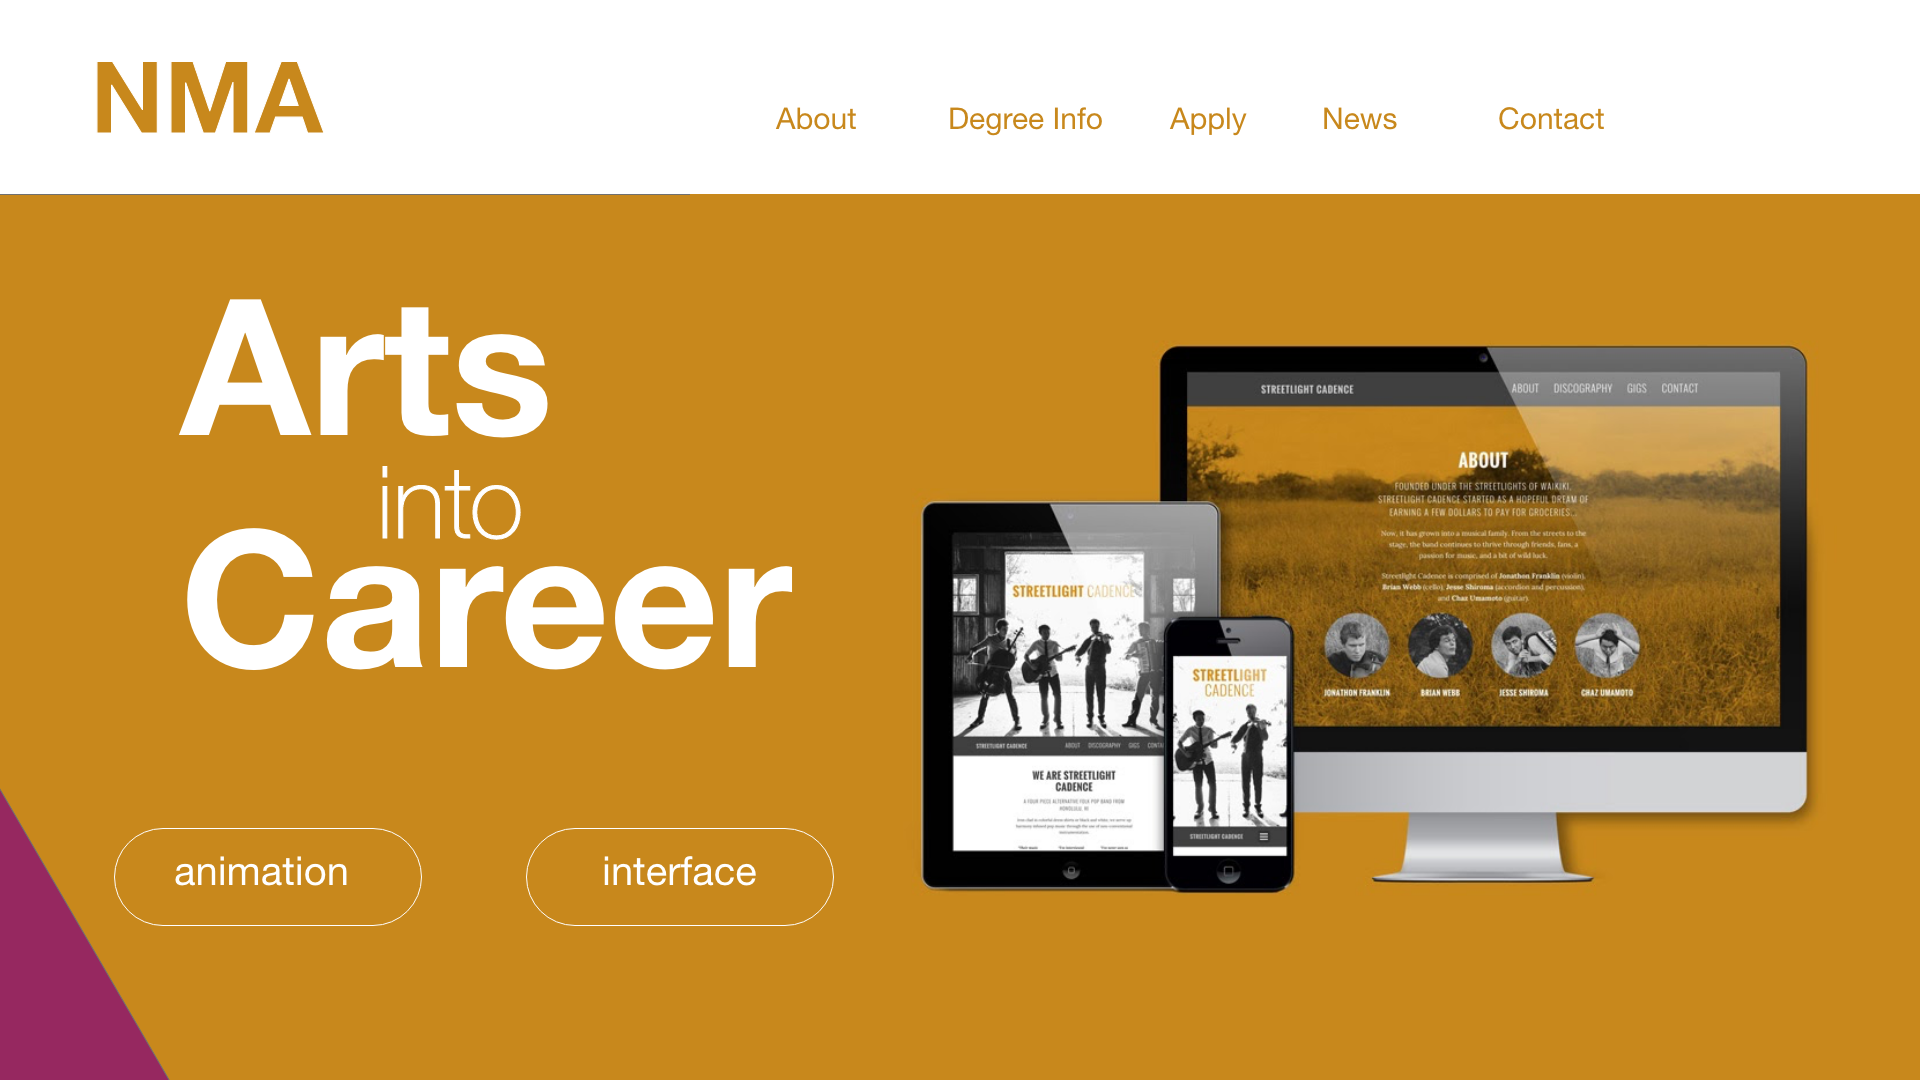 NMA
About Degree Info Apply News Contact
Arts
into
Career
animation
interface
STREETLIGHT CADENCE
ABOUT DISCOGRAPHY GIGS CONTACT
ABOUT
FOUNDED UNDER THE STREETLIGHTS OF WAIKIKI,
STREETLIGHT CADENCE STARTED AS A HOPEFUL DREAM OF
EARNING A FEW DOLLARS TO PAY FOR GROCERIES...
Now, it has grown into a musical family. From the streets to the
stage, the band continues to thrive through friends, fans, a
passion for music, and a bit of wild luck.
Streetlight Cadence is comprised of Jonathon Franklin (violin),
Brian Webb (cello), Jesse Shiroma (accordion and percussion),
and Chaz Umamoto (guitar).
JONATHON FRANKLIN BRIAN WEBB JESSE SHIROMA CHAZ UMAMOTO
STREETLIGHT CADENCE
STREETLIGHT CADENCE
ABOUT DISCOGRAPHY GIGS
WE ARE STREETLIGHT
CADENCE
A FOUR PIECE ALTERNATIVE FOLK POP BAND FROM
HONOLULU, HI
STREETLIGHT
CADENCE
STREETLIGHT CADENCE